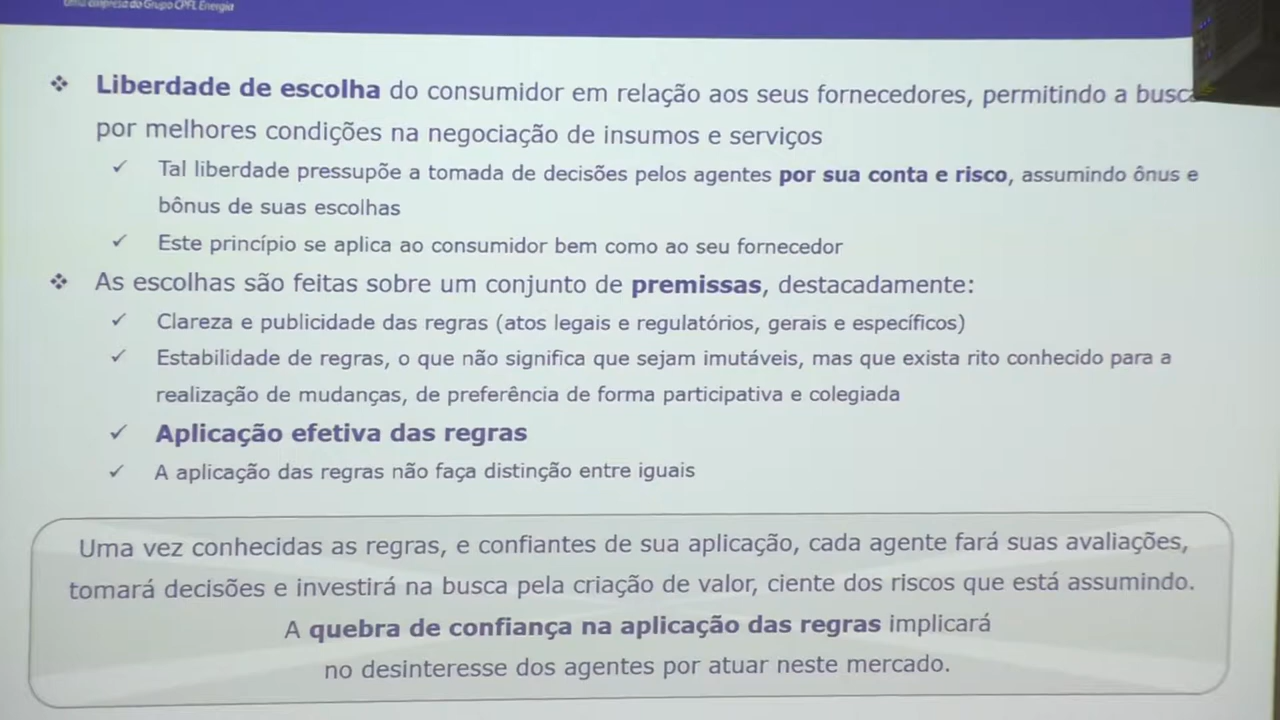 Uma empresa do Grupo CPFL Energia
❖ Liberdade de escolha do consumidor em relação aos seus fornecedores, permitindo a busca
por melhores condições na negociação de insumos e serviços
✓ Tal liberdade pressupõe a tomada de decisões pelos agentes por sua conta e risco, assumindo ônus e
bônus de suas escolhas
✓ Este princípio se aplica ao consumidor bem como ao seu fornecedor
❖ As escolhas são feitas sobre um conjunto de premissas, destacadamente:
✓ Clareza e publicidade das regras (atos legais e regulatórios, gerais e específicos)
✓ Estabilidade de regras, o que não significa que sejam imutáveis, mas que exista rito conhecido para a
realização de mudanças, de preferência de forma participativa e colegiada
✓ Aplicação efetiva das regras
✓ A aplicação das regras não faça distinção entre iguais
Uma vez conhecidas as regras, e confiantes de sua aplicação, cada agente fará suas avaliações,
tomará decisões e investirá na busca pela criação de valor, ciente dos riscos que está assumindo.
A quebra de confiança na aplicação das regras implicará
no desinteresse dos agentes por atuar neste mercado.